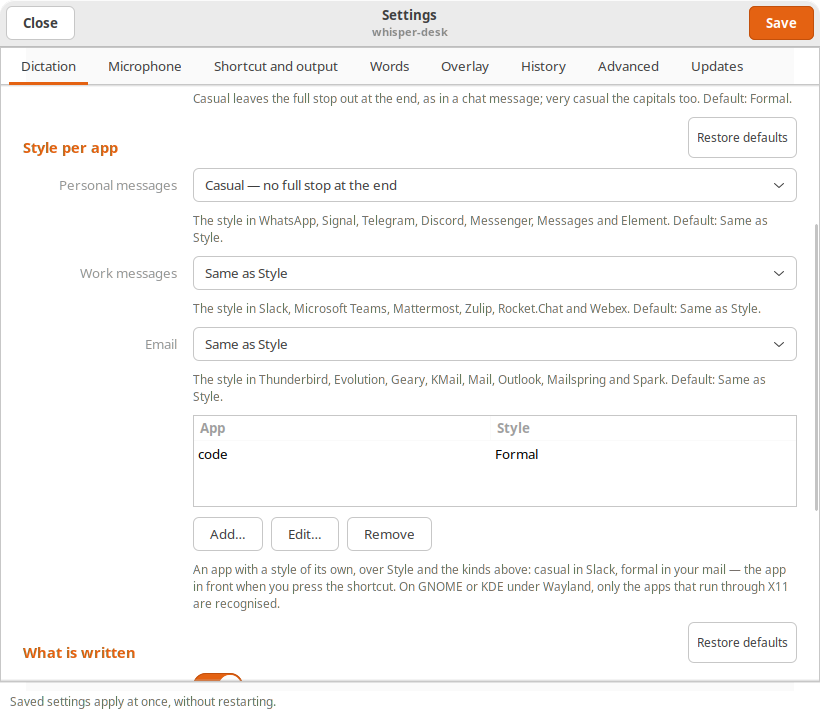 Close
Settings
whisper-desk
Save
Dictation
Microphone
Shortcut and output
Words
Overlay
History
Advanced
Updates
Casual leaves the full stop out at the end, as in a chat message; very casual the capitals too. Default: Formal.
Style per app
Restore defaults
Personal messages
Casual — no full stop at the end
The style in WhatsApp, Signal, Telegram, Discord, Messenger, Messages and Element. Default: Same as
Style.
Work messages
Same as Style
The style in Slack, Microsoft Teams, Mattermost, Zulip, Rocket.Chat and Webex. Default: Same as Style.
Email
Same as Style
The style in Thunderbird, Evolution, Geary, KMail, Mail, Outlook, Mailspring and Spark. Default: Same as
Style.
App
Style
code
Formal
Add...
Edit...
Remove
An app with a style of its own, over Style and the kinds above: casual in Slack, formal in your mail — the app
in front when you press the shortcut. On GNOME or KDE under Wayland, only the apps that run through X11
are recognised.
What is written
Restore defaults
Saved settings apply at once, without restarting.